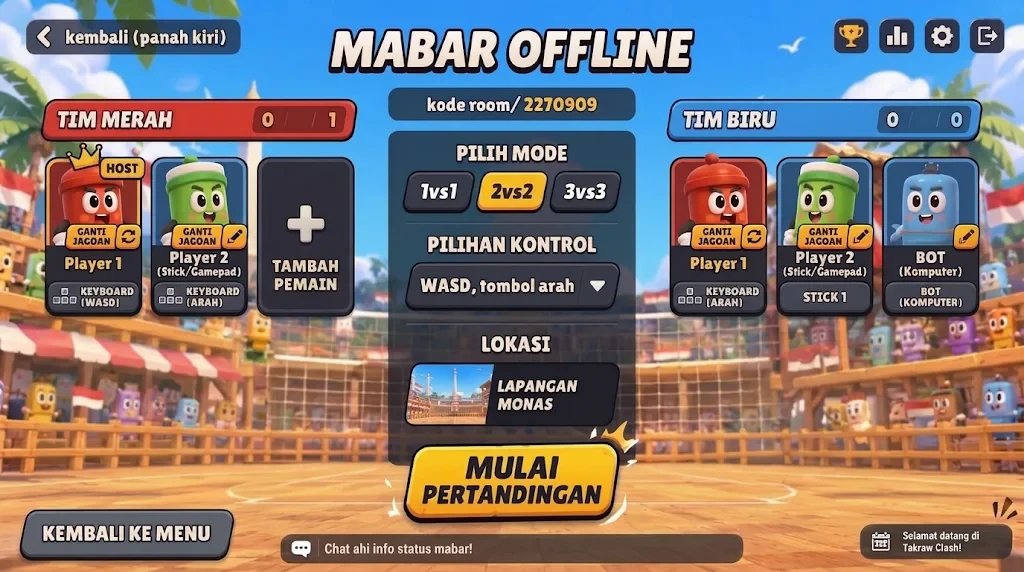 kembali (panah kiri)
MABAR OFFLINE
kode room/ 2270909
TIM MERAH 0 / 1
TIM BIRU 0 / 0
HOST
GANTI
JAGOAN
Player 1
KEYBOARD
(WASD)
GANTI
JAGOAN
Player 2
(Stick/Gamepad)
KEYBOARD
(ARAH)
TAMBAH
PEMAIN
PILIH MODE
1vs1
2vs2
3vs3
PILIHAN KONTROL
WASD, tombol arah
LOKASI
LAPANGAN
MONAS
MULAI
PERTANDINGAN
GANTI
JAGOAN
Player 1
KEYBOARD
(ARAH)
GANTI
JAGOAN
Player 2
(Stick/Gamepad)
STICK 1
BOT
(Komputer)
BOT
(KOMPUTER)
KEMBALI KE MENU
Chat ahi info status mabar!
Selamat datang di
Takraw Clash!